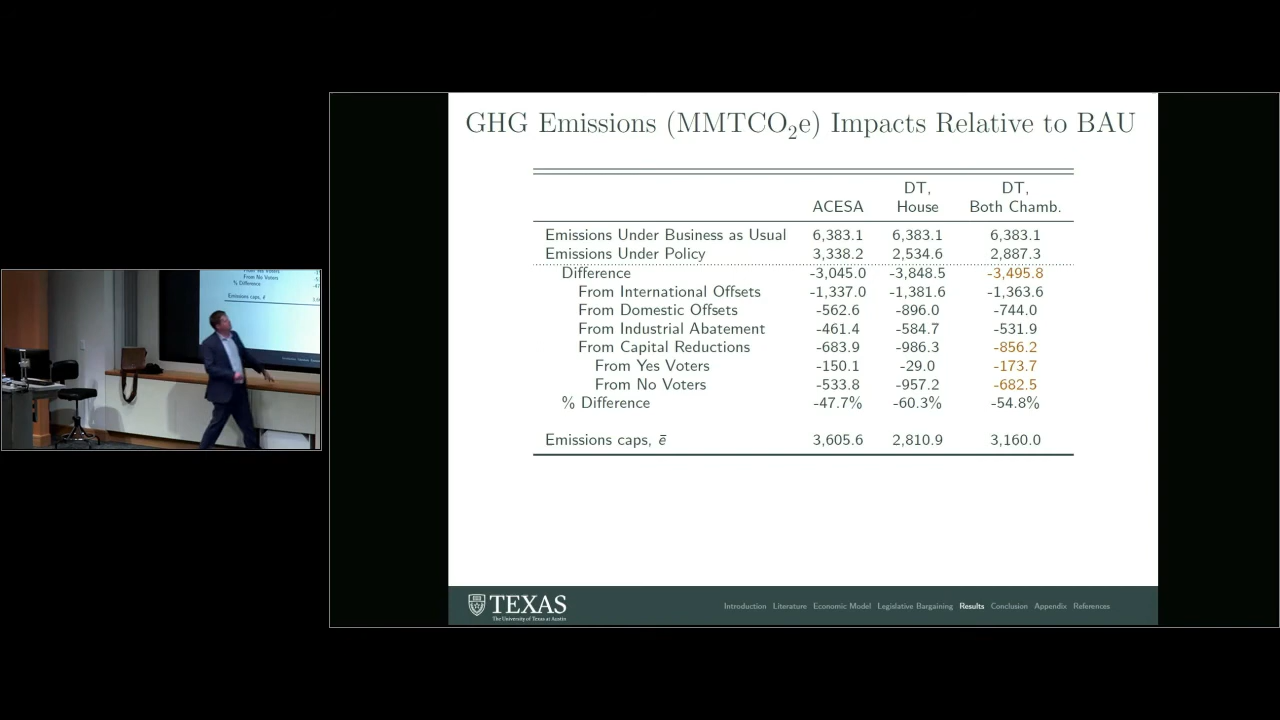 GHG Emissions (MMTCO₂e) Impacts Relative to BAU
ACESA DT, House DT, Both Chamb.
Emissions Under Business as Usual 6,383.1 6,383.1 6,383.1
Emissions Under Policy 3,338.2 2,534.6 2,887.3
Difference -3,045.0 -3,848.5 -3,495.8
From International Offsets -1,337.0 -1,381.6 -1,363.6
From Domestic Offsets -562.6 -896.0 -744.0
From Industrial Abatement -461.4 -584.7 -531.9
From Capital Reductions -683.9 -986.3 -856.2
From Yes Voters -150.1 -29.0 -173.7
From No Voters -533.8 -957.2 -682.5
% Difference -47.7% -60.3% -54.8%
Emissions caps, ē 3,605.6 2,810.9 3,160.0
TEXAS
The University of Texas at Austin
Introduction Literature Economic Model Legislative Bargaining Results Conclusion Appendix References
From No Voters
% Difference
Emissions caps, ē